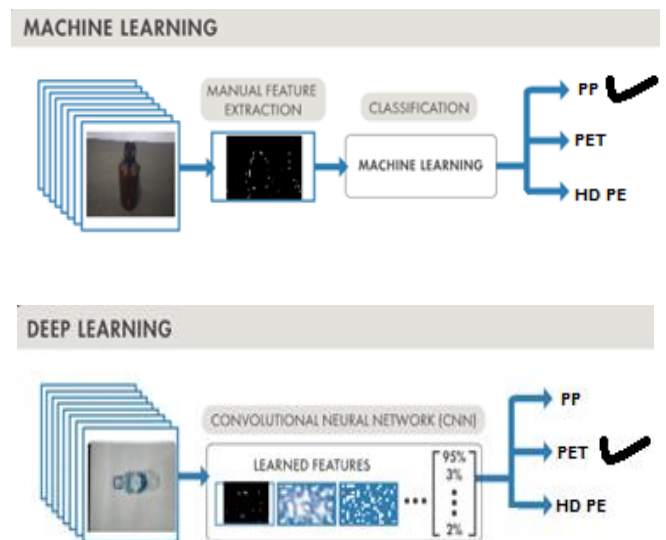 MACHINE LEARNING
MANUAL FEATURE
EXTRACTION
CLASSIFICATION
MACHINE LEARNING
PP
PET
HD PE
DEEP LEARNING
CONVOLUTIONAL NEURAL NETWORK (CNN)
LEARNED FEATURES
95%
3%
2%
PP
PET
HD PE